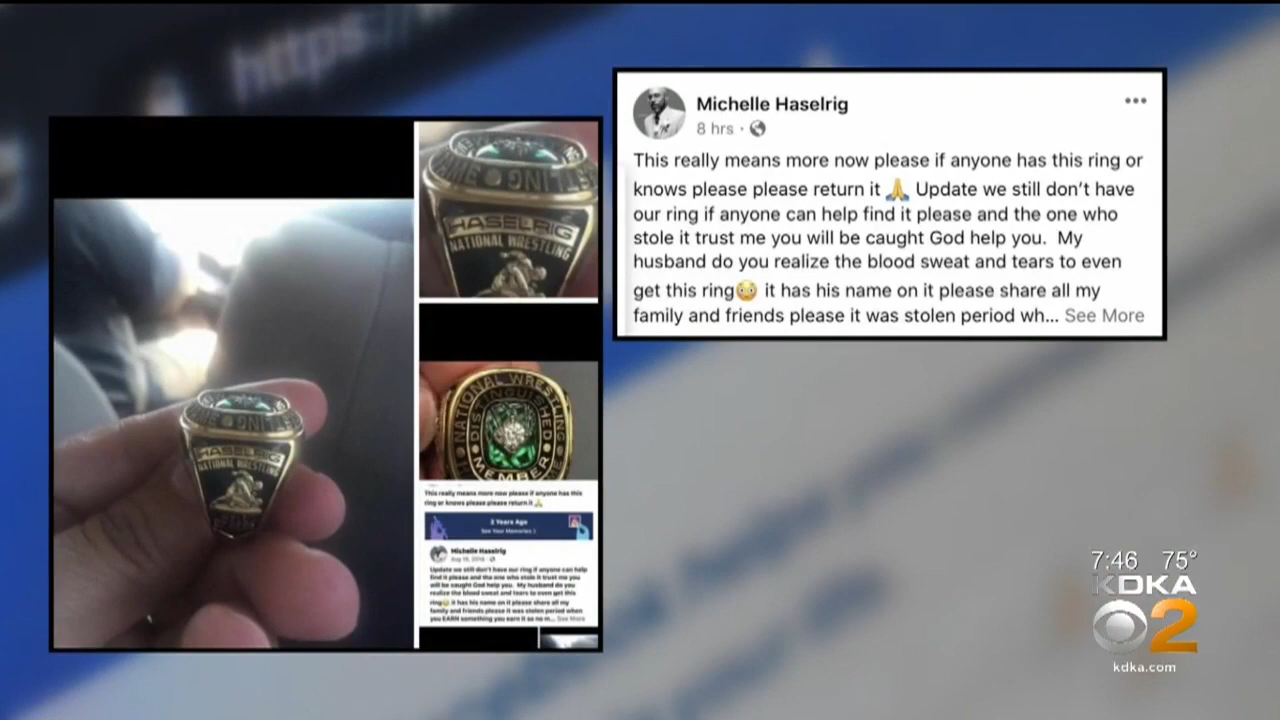 https://
HASELRIG
NATIONAL WRESTLING
HASELRIG
NATIONAL WRESTLING
NATIONAL WRESTLING
DISTINGUISHED
MEMBER
This really means more now please if anyone has this
ring or knows please please return it 🙏
3 Years Ago
See Your Memories
Michelle Haselrig
Update we still don't have our ring if anyone can help
find it please and the one who stole it trust me you
will be caught God help you. My husband do you
realize the blood sweat and tears to even get this
ring😳 it has his name on it please share all my
family and friends please it was stolen period when
you EARN something you earn it so no m... See More
Michelle Haselrig
8 hrs ·
This really means more now please if anyone has this ring or
knows please please return it 🙏 Update we still don't have
our ring if anyone can help find it please and the one who
stole it trust me you will be caught God help you. My
husband do you realize the blood sweat and tears to even
get this ring😳 it has his name on it please share all my
family and friends please it was stolen period wh... See More
7:46 75°
KDKA
2
kdka.com